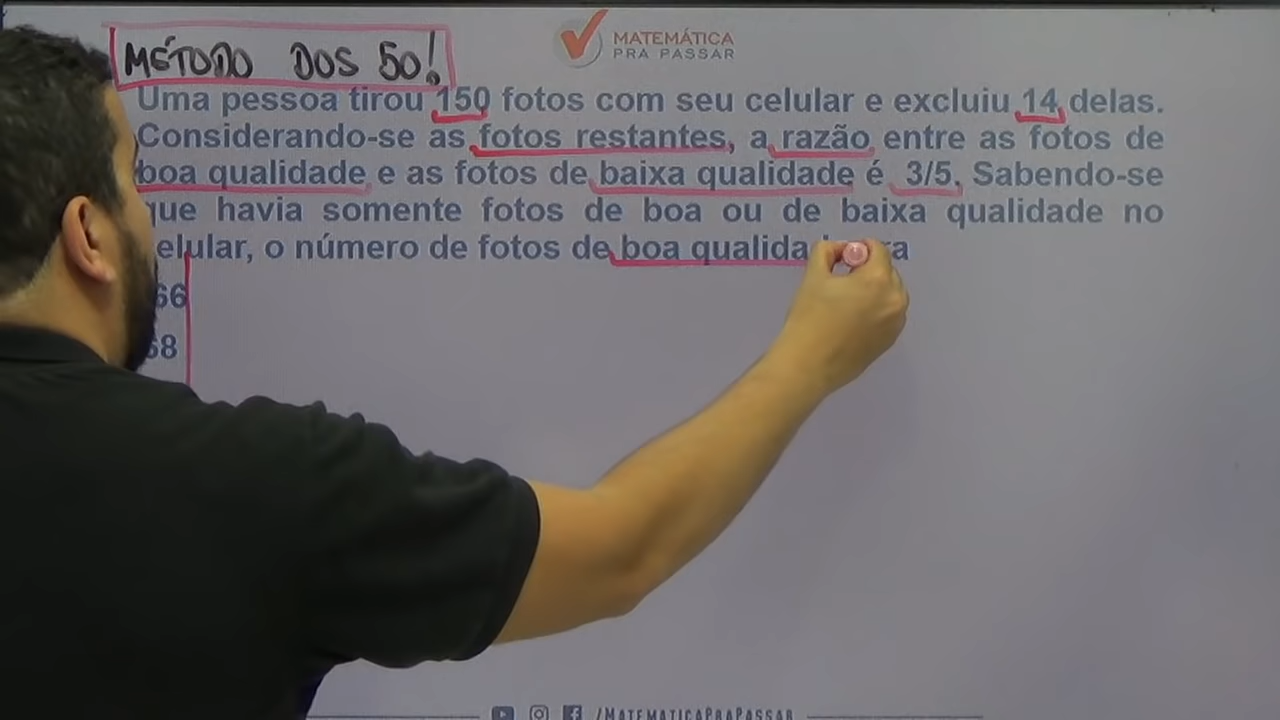 MÉTODO DOS 50!
MATEMÁTICA
PRA PASSAR
Uma pessoa tirou 150 fotos com seu celular e excluiu 14 delas.
Considerando-se as fotos restantes, a razão entre as fotos de
boa qualidade e as fotos de baixa qualidade é 3/5. Sabendo-se
que havia somente fotos de boa ou de baixa qualidade no
elular, o número de fotos de boa qualida ra
66
68
/MATEMATICAPRAPASSAR